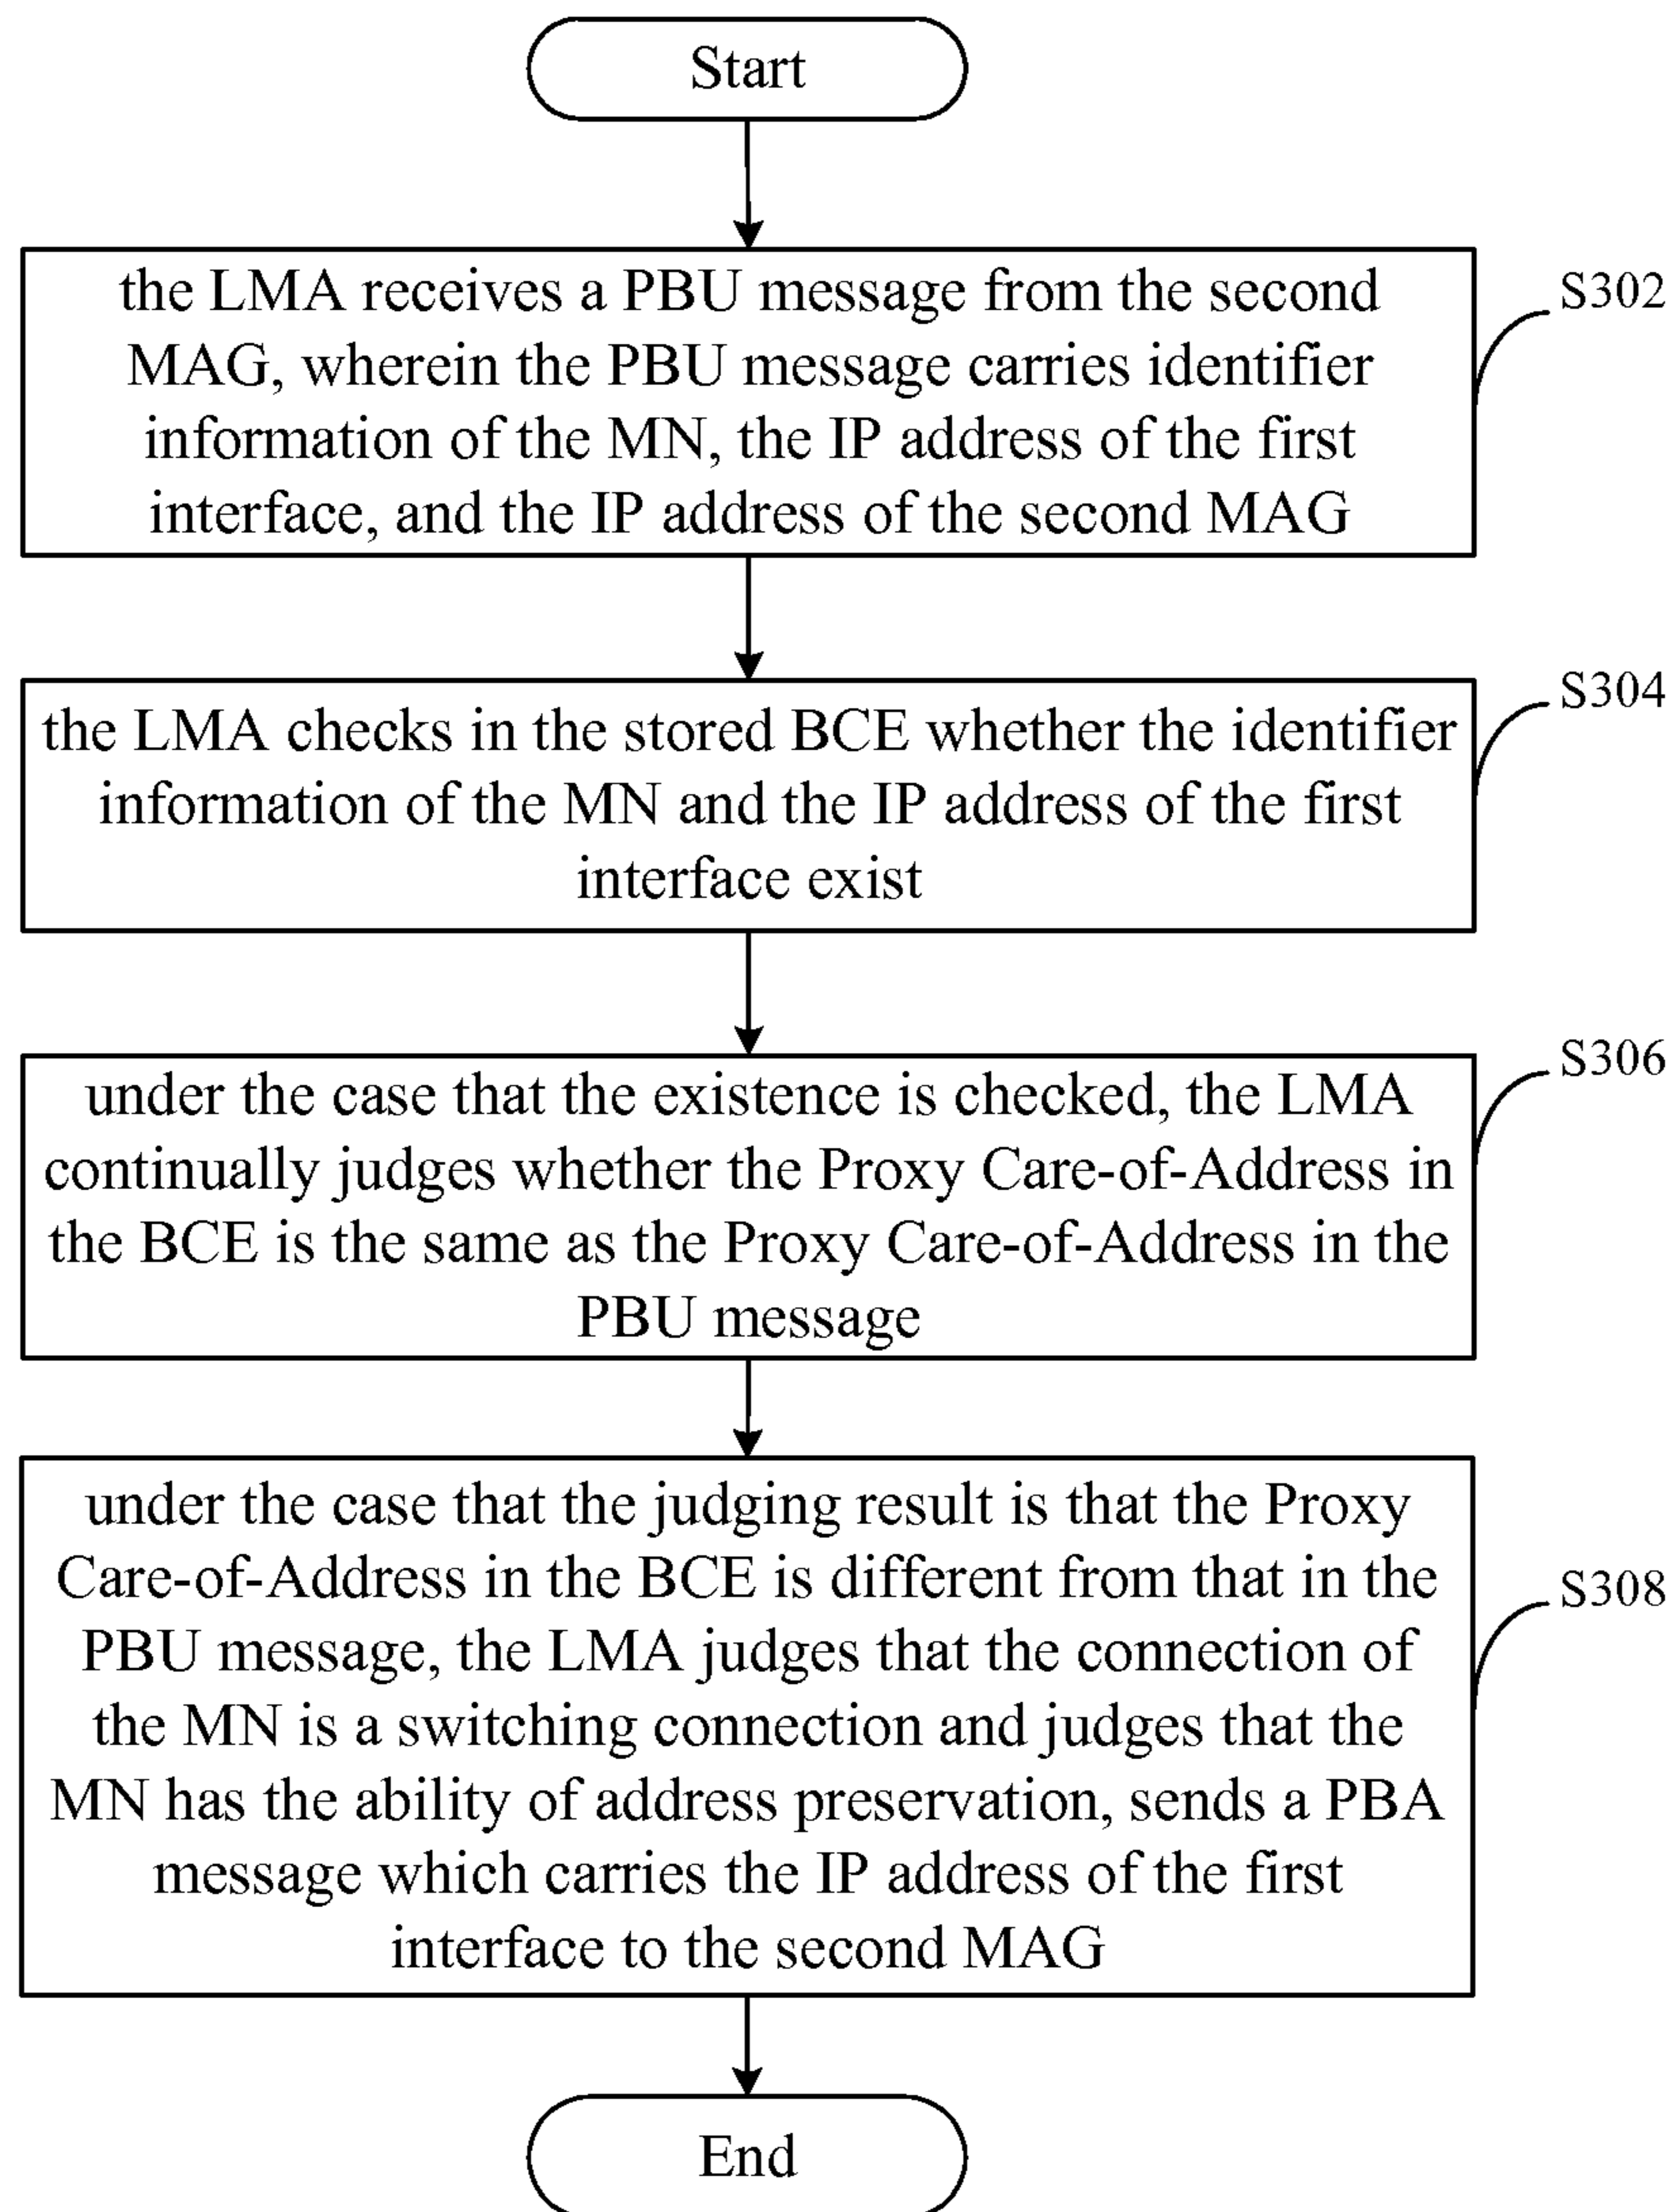 Start
the LMA receives a PBU message from the second
MAG, wherein the PBU message carries identifier
information of the MN, the IP address of the first
interface, and the IP address of the second MAG
S302
the LMA checks in the stored BCE whether the identifier
information of the MN and the IP address of the first
interface exist
S304
under the case that the existence is checked, the LMA
continually judges whether the Proxy Care-of-Address in
the BCE is the same as the Proxy Care-of-Address in the
PBU message
S306
under the case that the judging result is that the Proxy
Care-of-Address in the BCE is different from that in the
PBU message, the LMA judges that the connection of
the MN is a switching connection and judges that the
MN has the ability of address preservation, sends a PBA
message which carries the IP address of the first
interface to the second MAG
S308
End